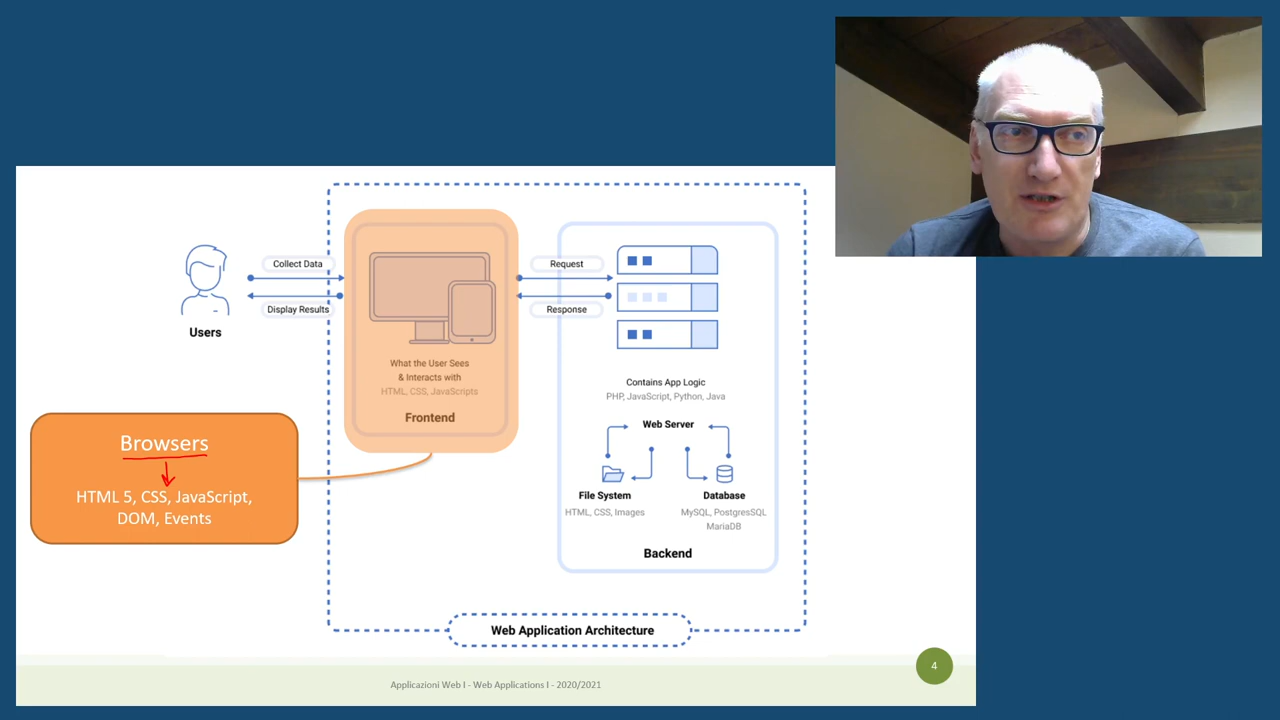 Collect Data
Display Results
Users
Request
Response
What the User Sees
& Interacts with
HTML, CSS, JavaScripts
Frontend
Contains App Logic
PHP, JavaScript, Python, Java
Web Server
File System
HTML, CSS, Images
Database
MySQL, PostgresSQL
MariaDB
Backend
Browsers
HTML 5, CSS, JavaScript,
DOM, Events
Web Application Architecture
Applicazioni Web I - Web Applications I - 2020/2021
4